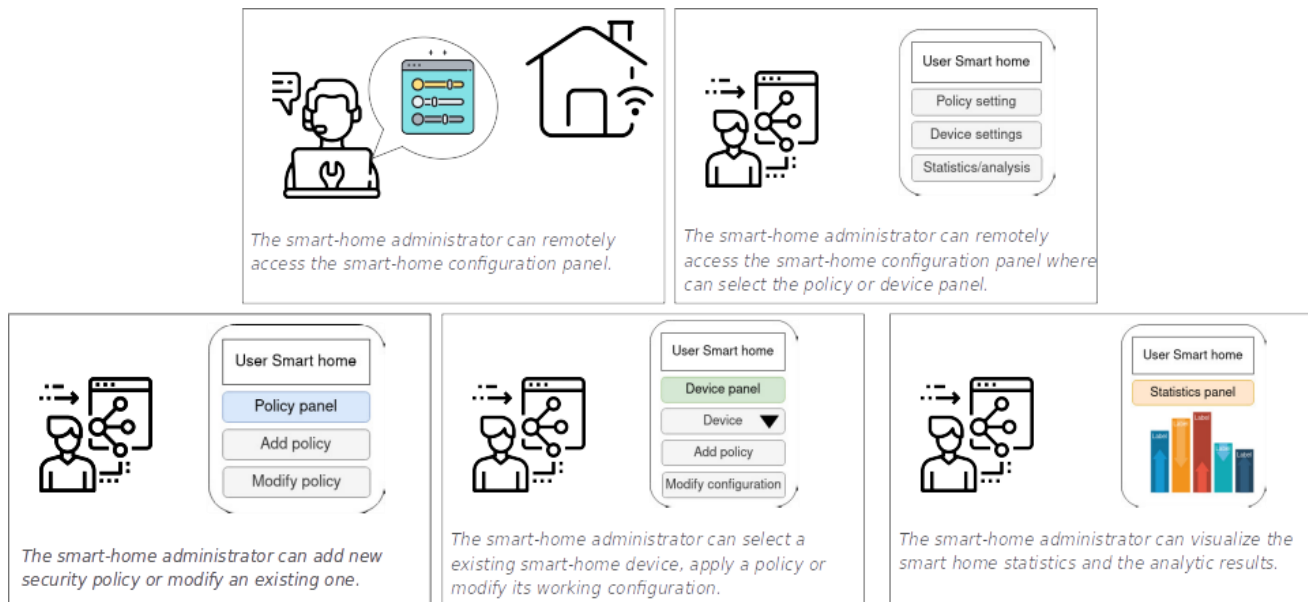 The smart-home administrator can remotely
access the smart-home configuration panel.
User Smart home
Policy setting
Device settings
Statistics/analysis
The smart-home administrator can remotely
access the smart-home configuration panel where
can select the policy or device panel.
User Smart home
Policy panel
Add policy
Modify policy
The smart-home administrator can add new
security policy or modify an existing one.
User Smart home
Device panel
Device
Add policy
Modify configuration
The smart-home administrator can select a
existing smart-home device, apply a policy or
modify its working configuration.
User Smart home
Statistics panel
Label
Label
Label
Label
Label
The smart-home administrator can visualize the
smart home statistics and the analytic results.